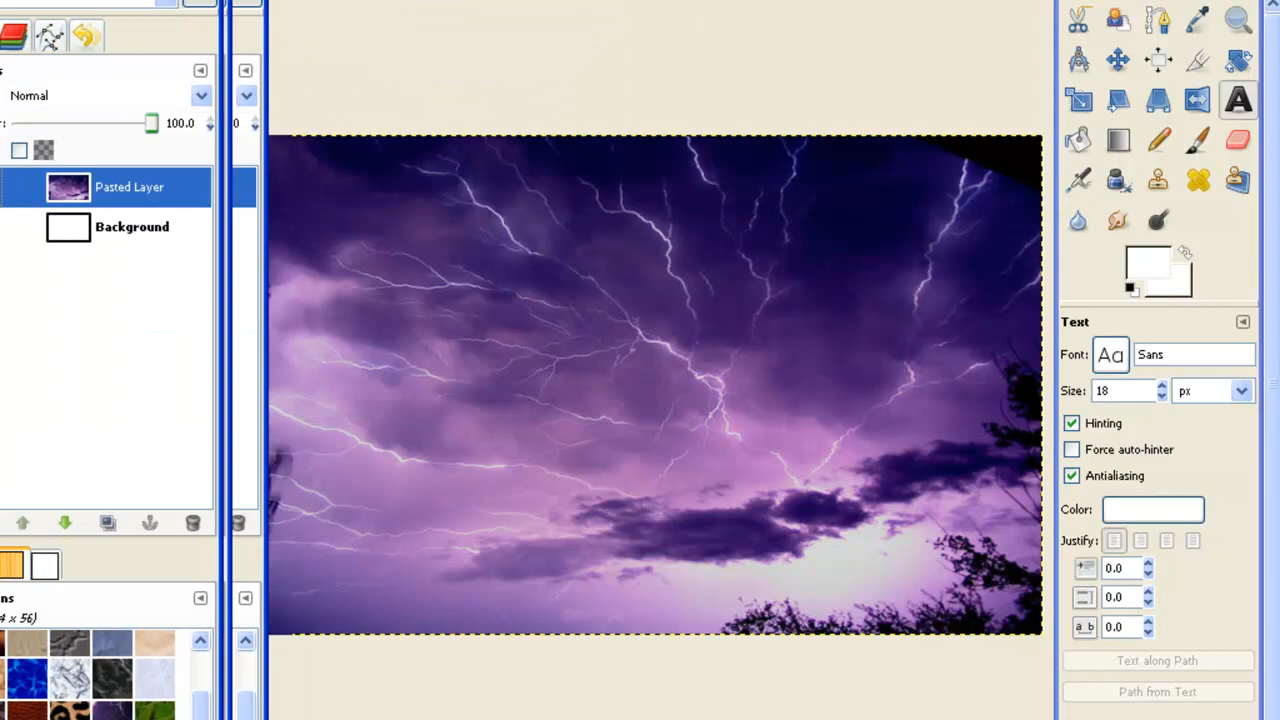 s
Normal
:
100.0
0
Pasted Layer
Background
ns
4 x 56)
A
Text
Font: Aa Sans
Size: 18 px
Hinting
Force auto-hinter
Antialiasing
Color:
Justify:
0.0
0.0
a b 0.0
Text along Path
Path from Text